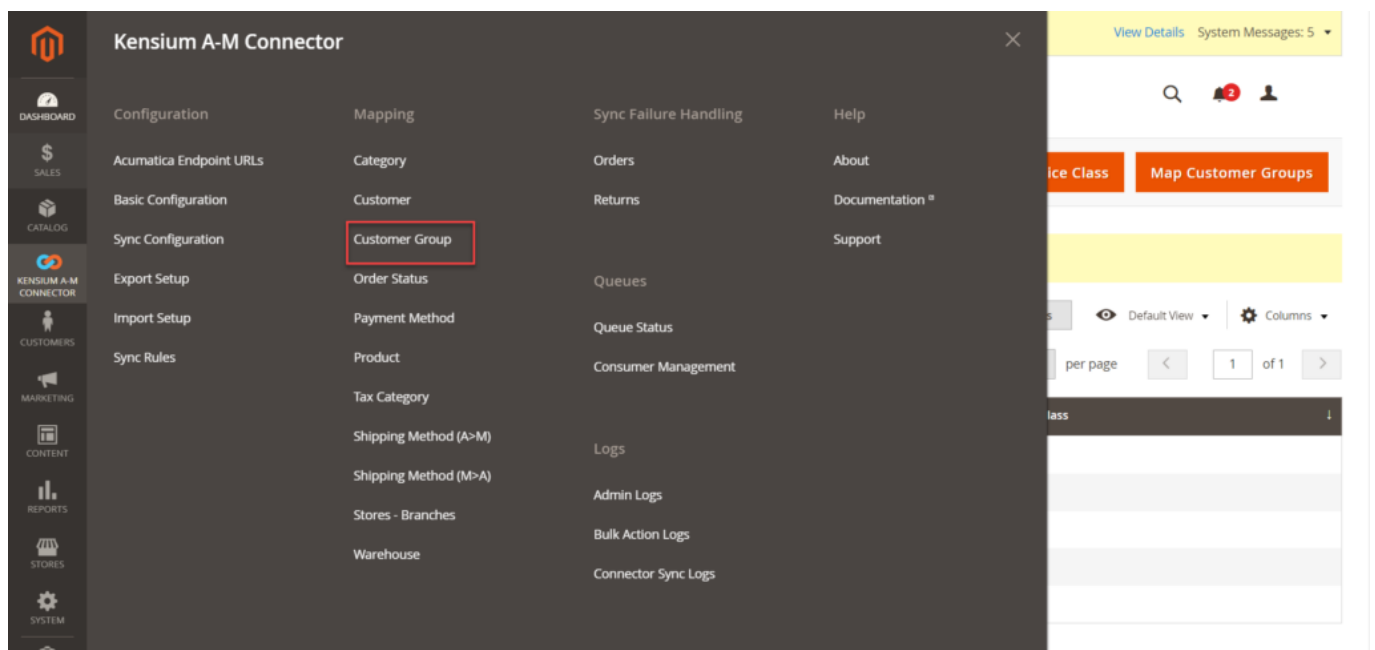 Kensium A-M Connector
View Details System Messages: 5
2
DASHBOARD
SALES
CATALOG
KENSIUM A-M
CONNECTOR
CUSTOMERS
MARKETING
CONTENT
REPORTS
STORES
SYSTEM
Configuration
Acumatica Endpoint URLs
Basic Configuration
Sync Configuration
Export Setup
Import Setup
Sync Rules
Mapping
Category
Customer
Customer Group
Order Status
Payment Method
Product
Tax Category
Shipping Method (A>M)
Shipping Method (M>A)
Stores - Branches
Warehouse
Sync Failure Handling
Orders
Returns
Queues
Queue Status
Consumer Management
Logs
Admin Logs
Bulk Action Logs
Connector Sync Logs
Help
About
Documentation
Support
ice Class
Map Customer Groups
s Default View Columns
per page 1 of 1
lass